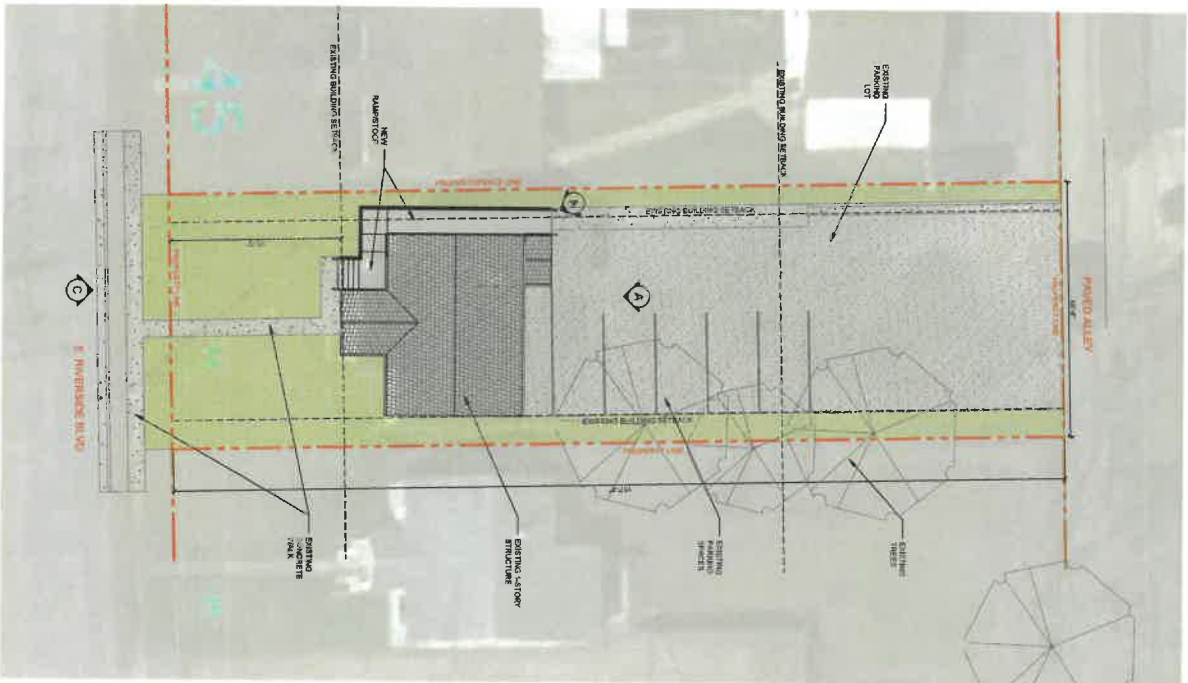 EXISTING BUILDING SETBACK
EXISTING BUILDING SETBACK
EXISTING
PARKING
LOT
NEW
RAMP/STOOP
45
EXISTING BUILDING SETBACK
N
A
C
E. RIVERSIDE BLVD
PAVED ALLEY
PROPERTY LINE
EXISTING BUILDING SETBACK
PROPERTY LINE
EXISTING
CONCRETE
WALK
EXISTING 1-STORY
STRUCTURE
EXISTING
PARKING
SPACES
EXISTING
TREES